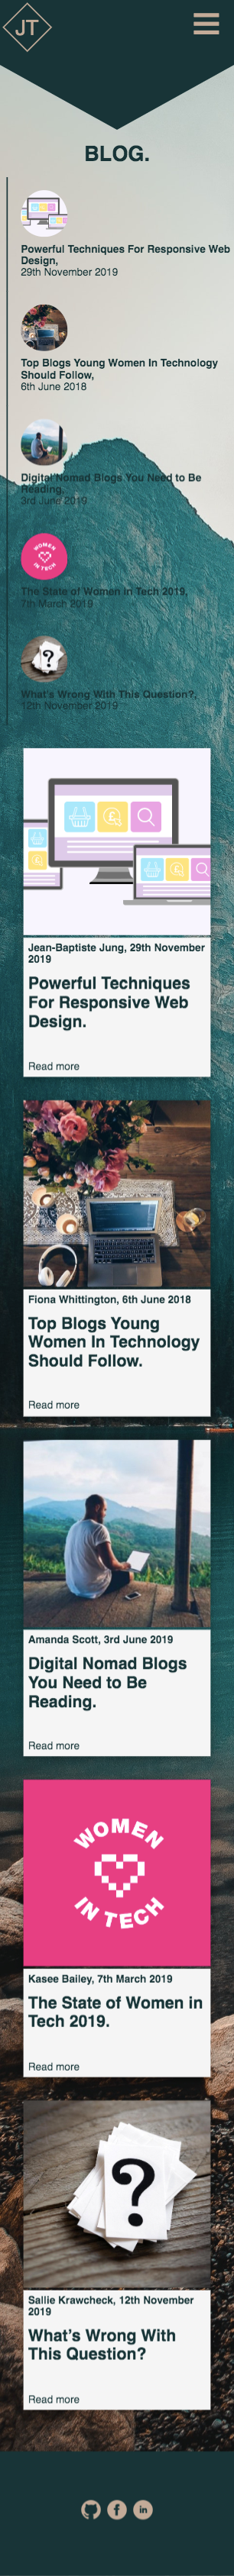 JT
BLOG.
Powerful Techniques For Responsive Web
Design,
29th November 2019
Top Blogs Young Women In Technology
Should Follow,
6th June 2018
Digital Nomad Blogs You Need to Be
Reading,
3rd June 2019
WOMEN
IN TECH
The State of Women in Tech 2019,
7th March 2019
?
What's Wrong With This Question?,
12th November 2019
£
£
Jean-Baptiste Jung, 29th November
2019
Powerful Techniques
For Responsive Web
Design.
Read more
Fiona Whittington, 6th June 2018
Top Blogs Young
Women In Technology
Should Follow.
Read more
Amanda Scott, 3rd June 2019
Digital Nomad Blogs
You Need to Be
Reading.
Read more
WOMEN
IN TECH
Kasee Bailey, 7th March 2019
The State of Women in
Tech 2019.
Read more
?
Sallie Krawcheck, 12th November
2019
What's Wrong With
This Question?
Read more
f
in